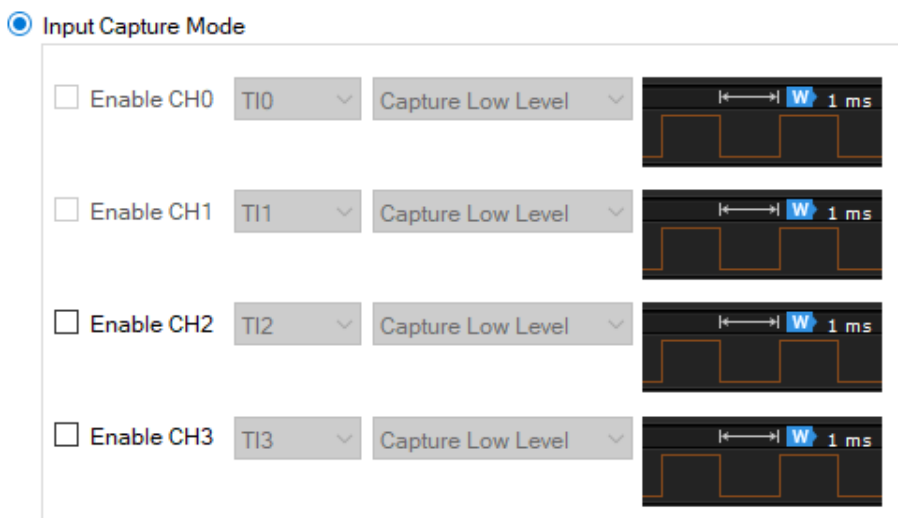 Input Capture Mode
Enable CH0 TI0 Capture Low Level W 1 ms
Enable CH1 TI1 Capture Low Level W 1 ms
Enable CH2 TI2 Capture Low Level W 1 ms
Enable CH3 TI3 Capture Low Level W 1 ms